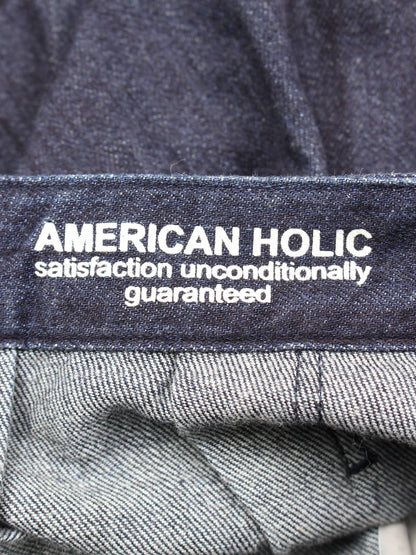 AMERICAN HOLIC
satisfaction unconditionally
guaranteed